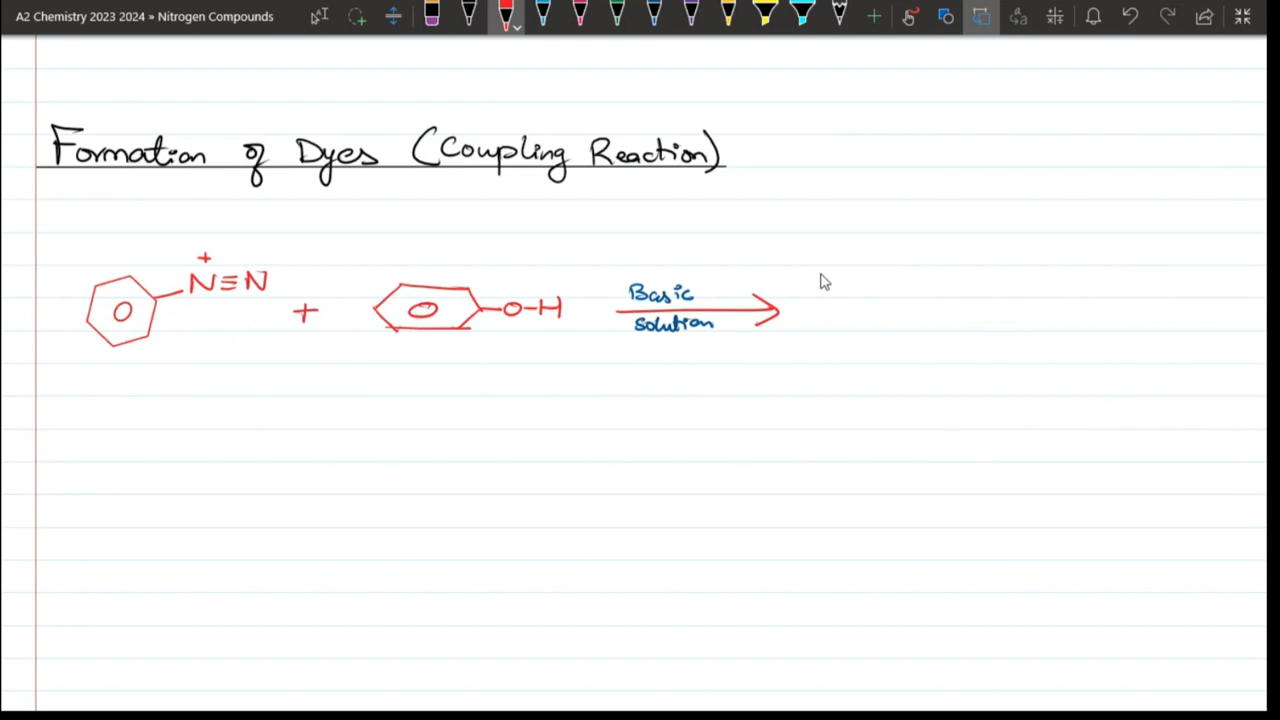 A2 Chemistry 2023 2024 » Nitrogen Compounds
Formation of Dyes (Coupling Reaction)
+
N≡N
+
O-H
Basic
solution